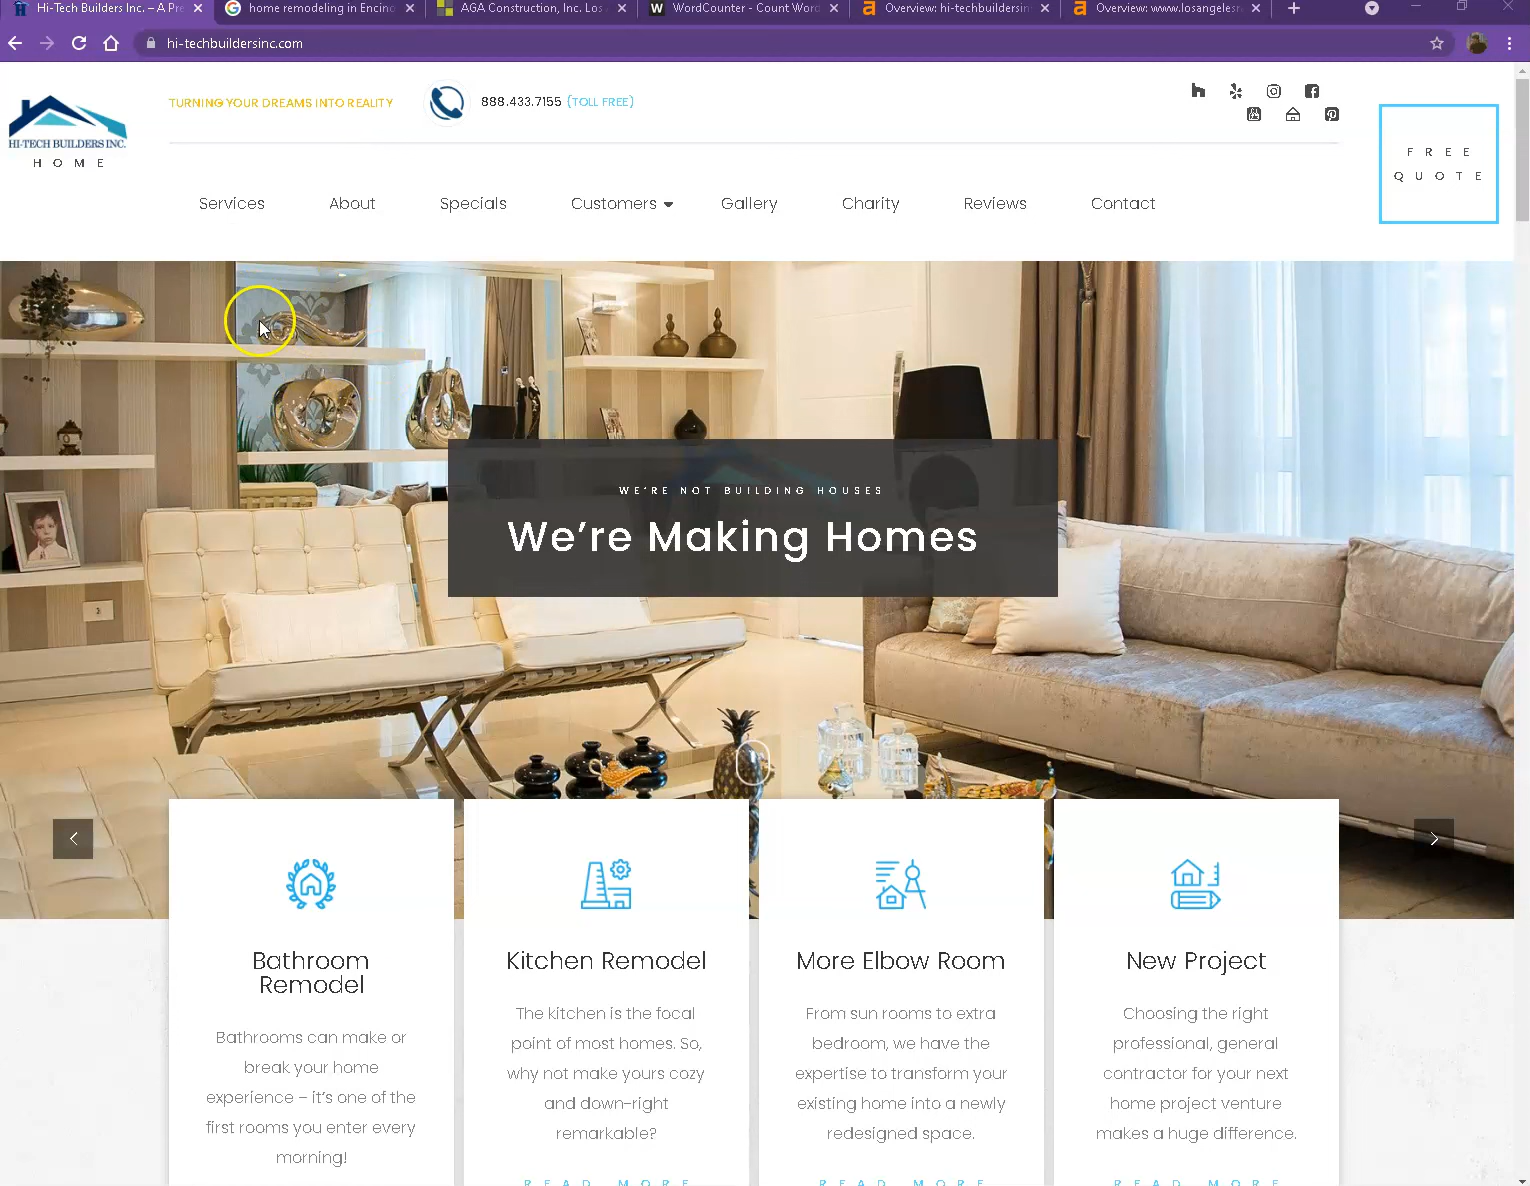 Hi-Tech Builders Inc. – A Pre
home remodeling in Encino
AGA Construction, Inc. Los
WordCounter - Count Word
Overview: hi-techbuildersin
Overview: www.losangelesr
hi-techbuildersinc.com
TURNING YOUR DREAMS INTO REALITY
888.433.7155 (TOLL FREE)
HI-TECH BUILDERS INC.
HOME
FREE
QUOTE
Services
About
Specials
Customers
Gallery
Charity
Reviews
Contact
WE'RE NOT BUILDING HOUSES
We're Making Homes
Bathroom
Remodel
Bathrooms can make or
break your home
experience – it's one of the
first rooms you enter every
morning!
Kitchen Remodel
The kitchen is the focal
point of most homes. So,
why not make yours cozy
and down-right
remarkable?
READ MORE
More Elbow Room
From sun rooms to extra
bedroom, we have the
expertise to transform your
existing home into a newly
redesigned space.
READ MORE
New Project
Choosing the right
professional, general
contractor for your next
home project venture
makes a huge difference.
READ MORE